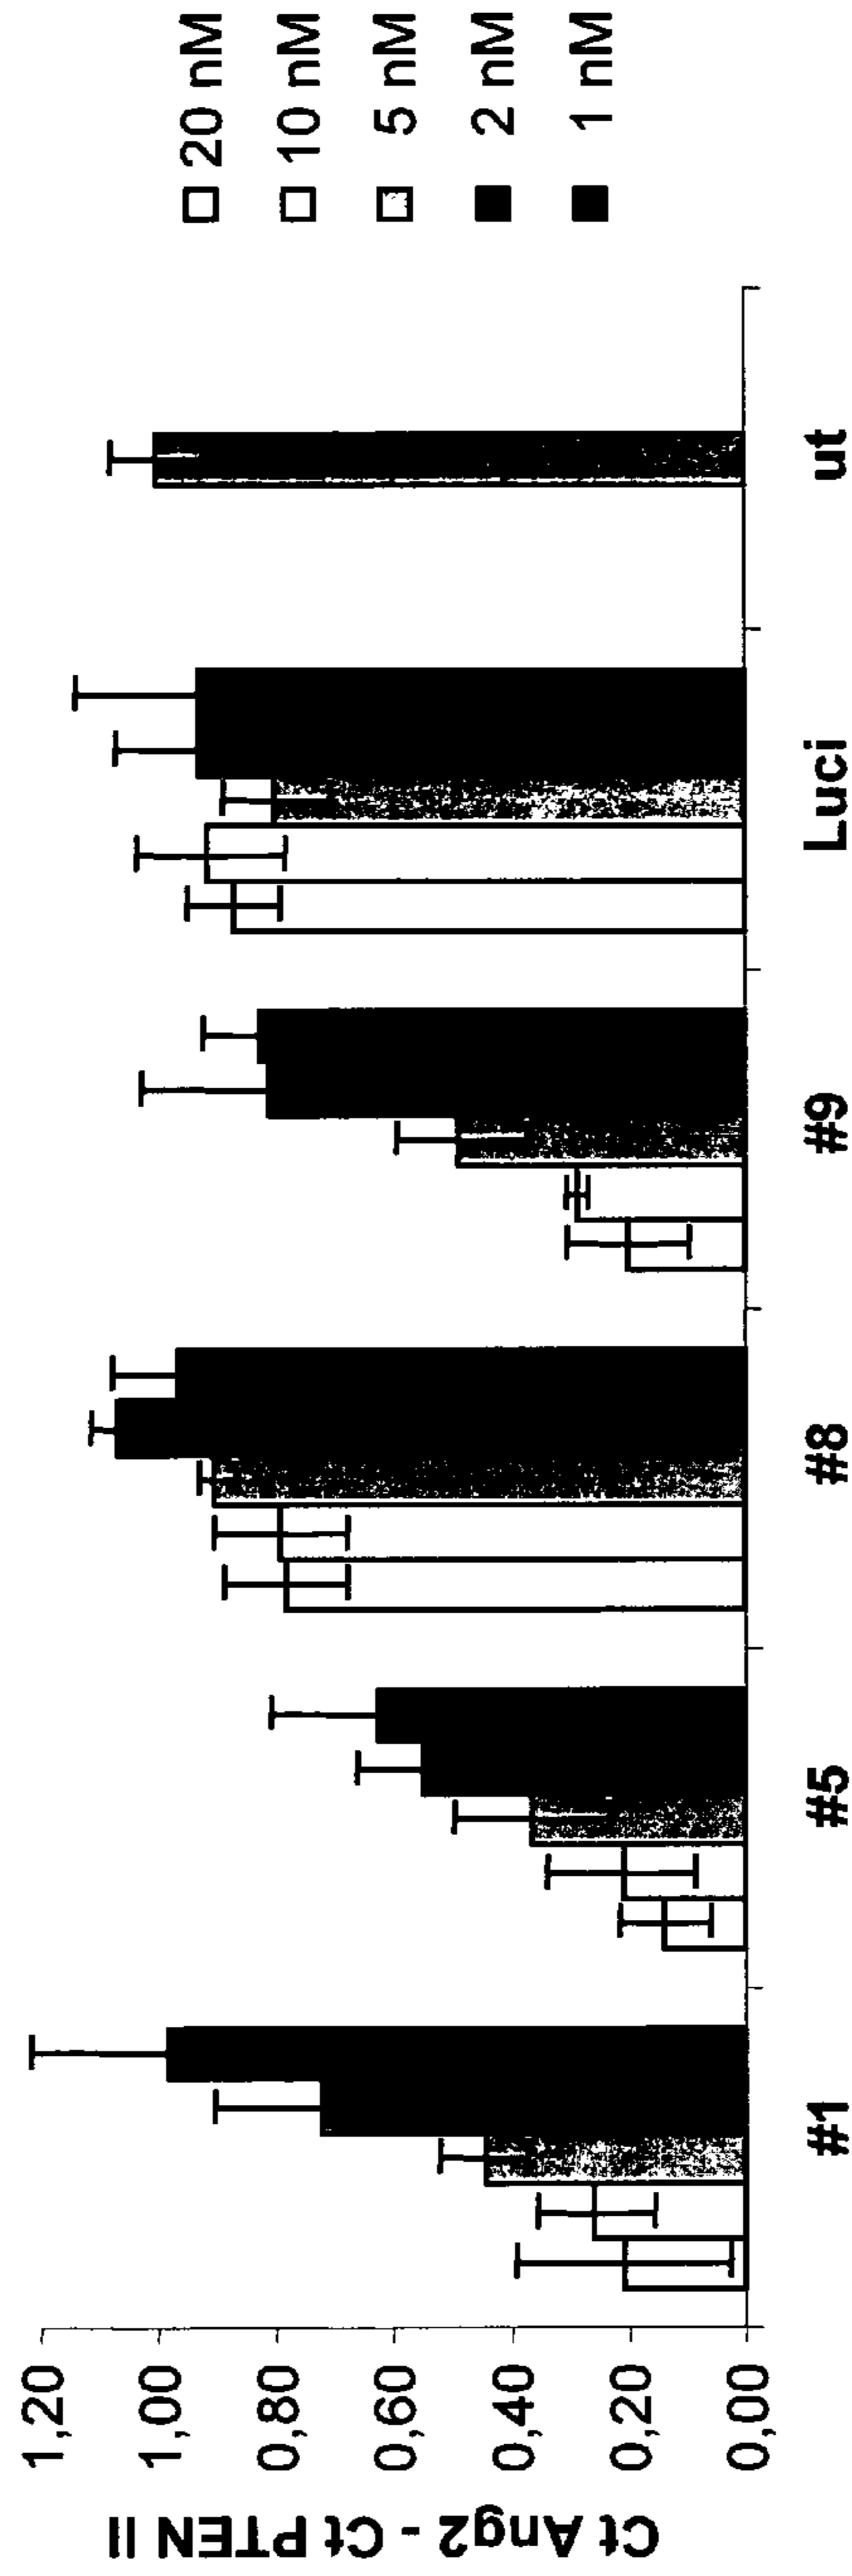 Ct Ang2 - Ct PTEN II
1,20
1,00
0,80
0,60
0,40
0,20
0,00
#1
#5
#8
#9
Luci
ut
20 nM
10 nM
5 nM
2 nM
1 nM